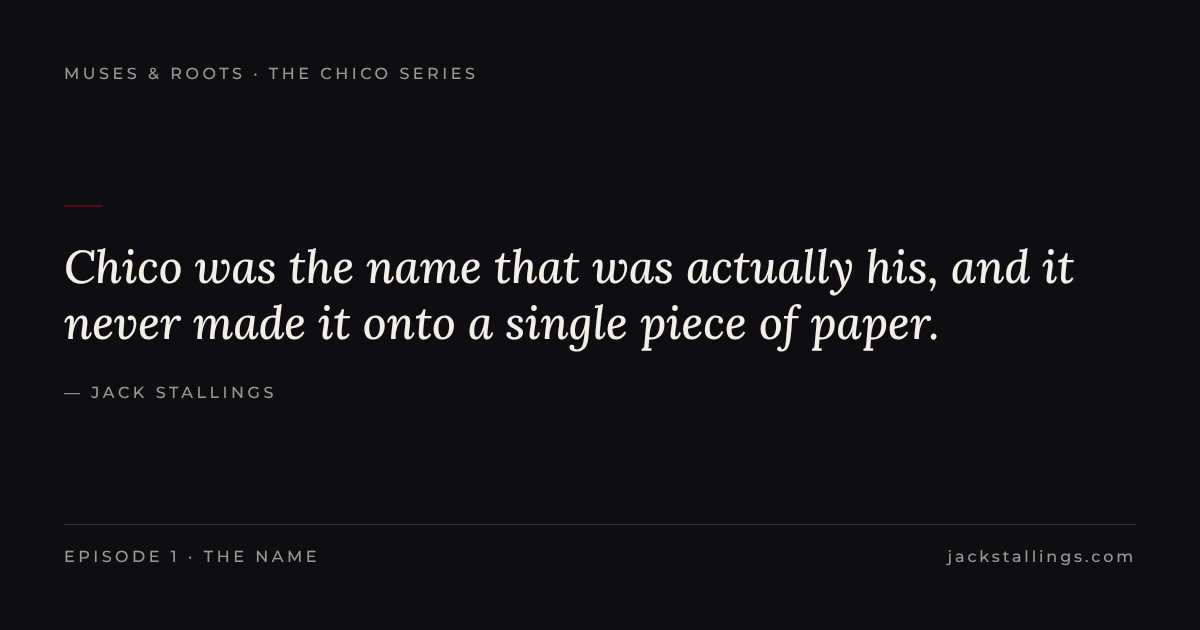 MUSES & ROOTS · THE CHICO SERIES
Chico was the name that was actually his, and it
never made it onto a single piece of paper.
— JACK STALLINGS
EPISODE 1 · THE NAME
jackstallings.com